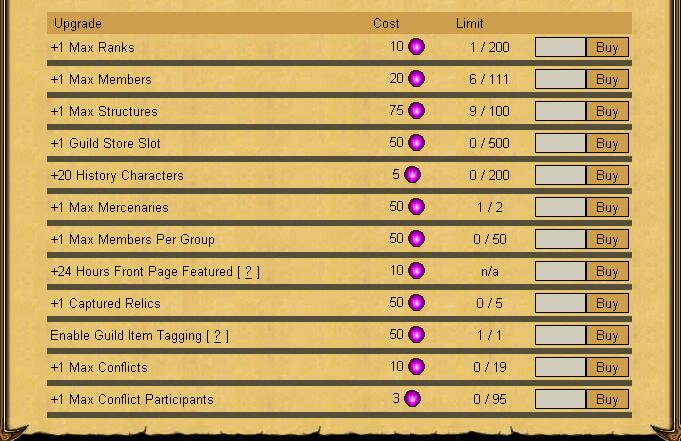 Upgrade Cost Limit
+1 Max Ranks 10 1 / 200 Buy
+1 Max Members 20 6 / 111 Buy
+1 Max Structures 75 9 / 100 Buy
+1 Guild Store Slot 50 0 / 500 Buy
+20 History Characters 5 0 / 200 Buy
+1 Max Mercenaries 50 1 / 2 Buy
+1 Max Members Per Group 50 0 / 50 Buy
+24 Hours Front Page Featured [ ? ] 10 n/a Buy
+1 Captured Relics 50 0 / 5 Buy
Enable Guild Item Tagging [ ? ] 50 1 / 1 Buy
+1 Max Conflicts 10 0 / 19 Buy
+1 Max Conflict Participants 3 0 / 95 Buy